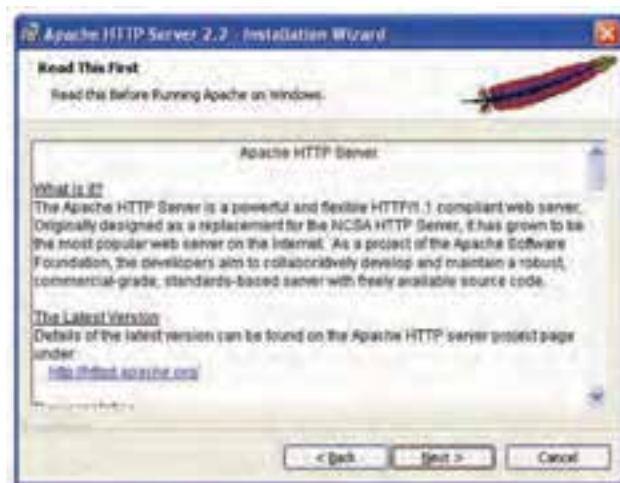 Apache HTTP Server 2.2 - Installation Wizard
Read This First
Read this Before Running Apache on Windows.
Apache HTTP Server
What is it?
The Apache HTTP Server is a powerful and flexible HTTP/1.1 compliant web server.
Originally designed as a replacement for the NCSA HTTP Server, it has grown to be
the most popular web server on the Internet. As a project of the Apache Software
Foundation, the developers aim to collaboratively develop and maintain a robust,
commercial-grade, standards-based server with freely available source code.
The Latest Version
Details of the latest version can be found on the Apache HTTP server project page
under:
http://httpd.apache.org/
< Back
Next >
Cancel